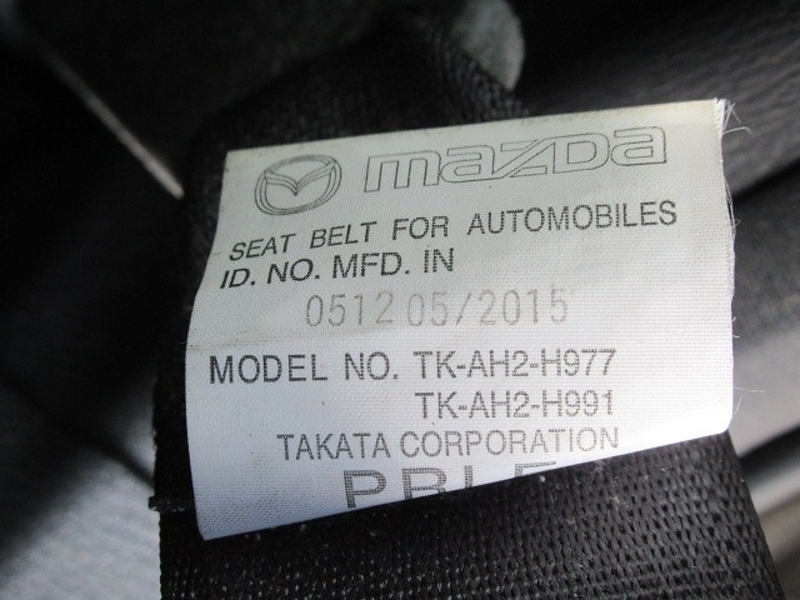 mazda
SEAT BELT FOR AUTOMOBILES
ID. NO. MFD. IN
0512 05/2015
MODEL NO. TK-AH2-H977
TK-AH2-H991
TAKATA CORPORATION